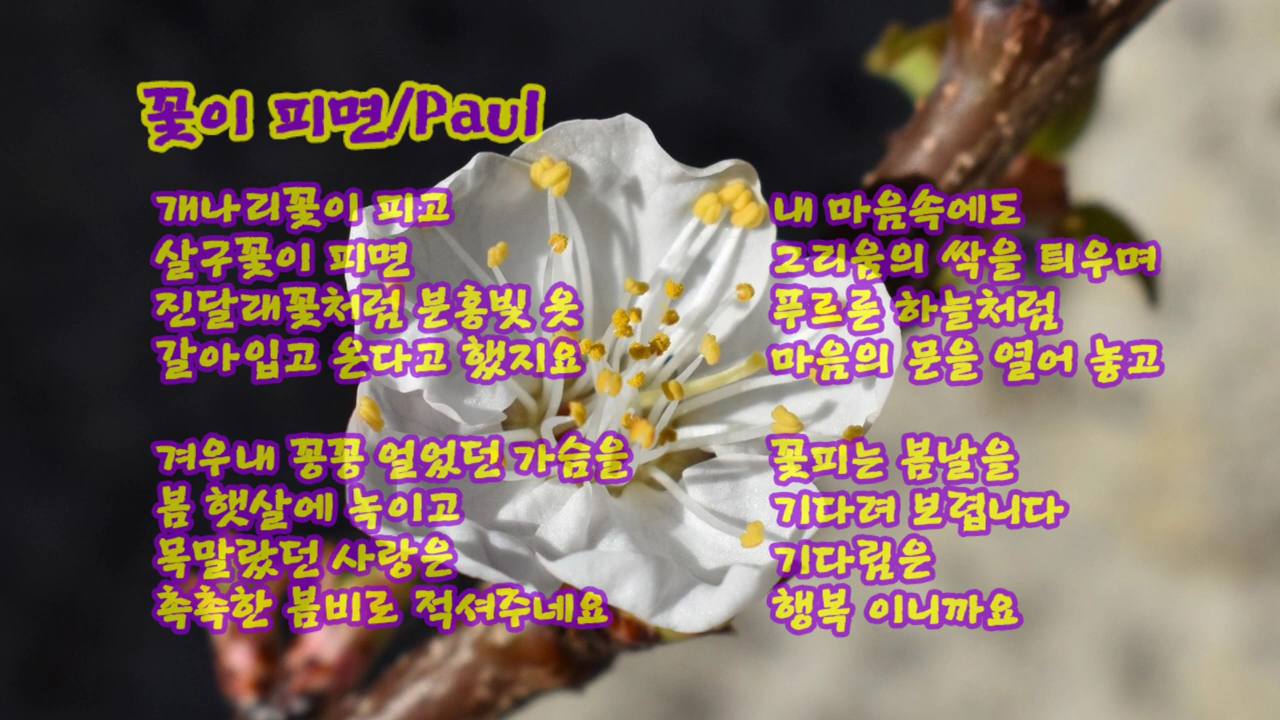 꽃이 피면/Paul
개나리꽃이 피고
살구꽃이 피면
진달래꽃처럼 분홍빛 옷
갈아입고 온다고 했지요
겨우내 꽁꽁 얼었던 가슴을
봄 햇살에 녹이고
목말랐던 사랑은
촉촉한 봄비로 적셔주네요
내 마음속에도
그리움의 싹을 틔우며
푸르른 하늘처럼
마음의 문을 열어 놓고
꽃피는 봄날을
기다려 보렵니다
기다림은
행복 이니까요